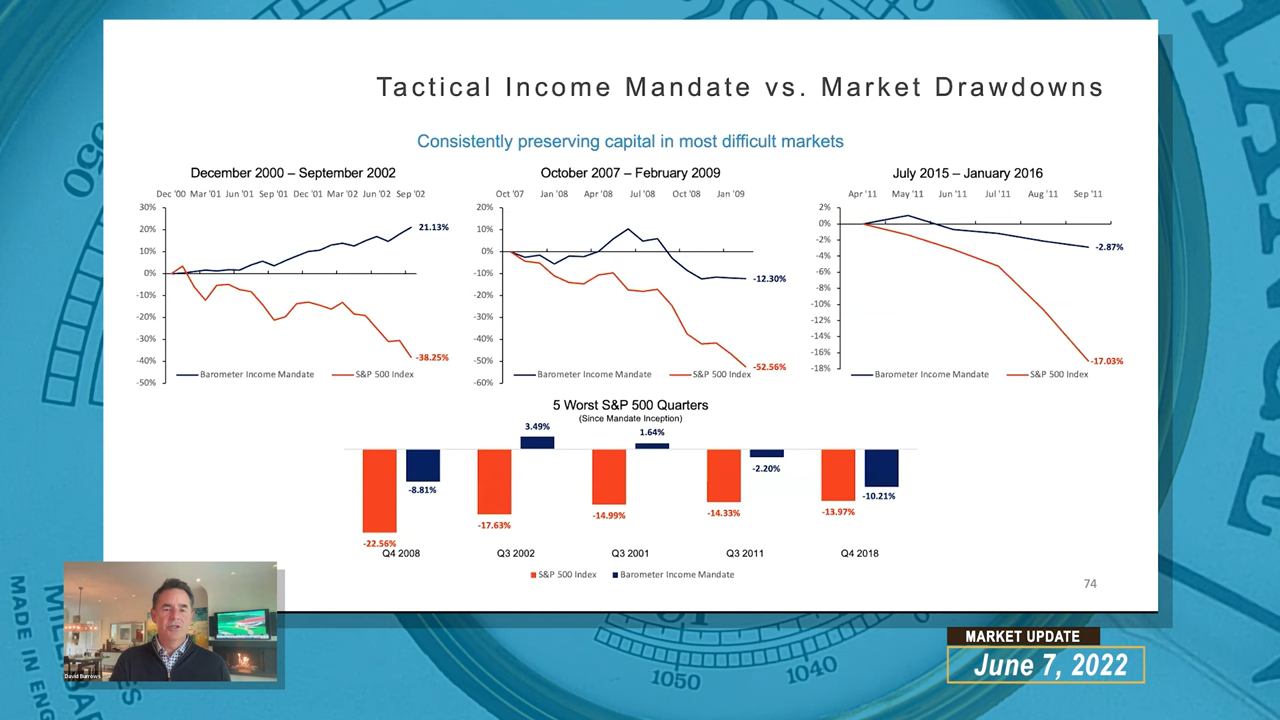 Tactical Income Mandate vs. Market Drawdowns
Consistently preserving capital in most difficult markets
December 2000 – September 2002
Dec '00 Mar '01 Jun '01 Sep '01 Dec '01 Mar '02 Jun '02 Sep '02
30%
20%
10%
0%
-10%
-20%
-30%
-40%
-50%
21.13%
-38.25%
Barometer Income Mandate S&P 500 Index
October 2007 – February 2009
Oct '07 Jan '08 Apr '08 Jul '08 Oct '08 Jan '09
20%
10%
0%
-10%
-20%
-30%
-40%
-50%
-60%
-12.30%
-52.56%
Barometer Income Mandate S&P 500 Index
July 2015 – January 2016
Apr '11 May '11 Jun '11 Jul '11 Aug '11 Sep '11
2%
0%
-2%
-4%
-6%
-8%
-10%
-12%
-14%
-16%
-18%
-2.87%
-17.03%
Barometer Income Mandate S&P 500 Index
5 Worst S&P 500 Quarters
(Since Mandate Inception)
3.49% 1.64%
-8.81% -2.20% -10.21%
-22.56% -17.63% -14.99% -14.33% -13.97%
Q4 2008 Q3 2002 Q3 2001 Q3 2011 Q4 2018
S&P 500 Index Barometer Income Mandate
74
David Burrows
MARKET UPDATE
June 7, 2022
1050
1040
MADE IN ENG